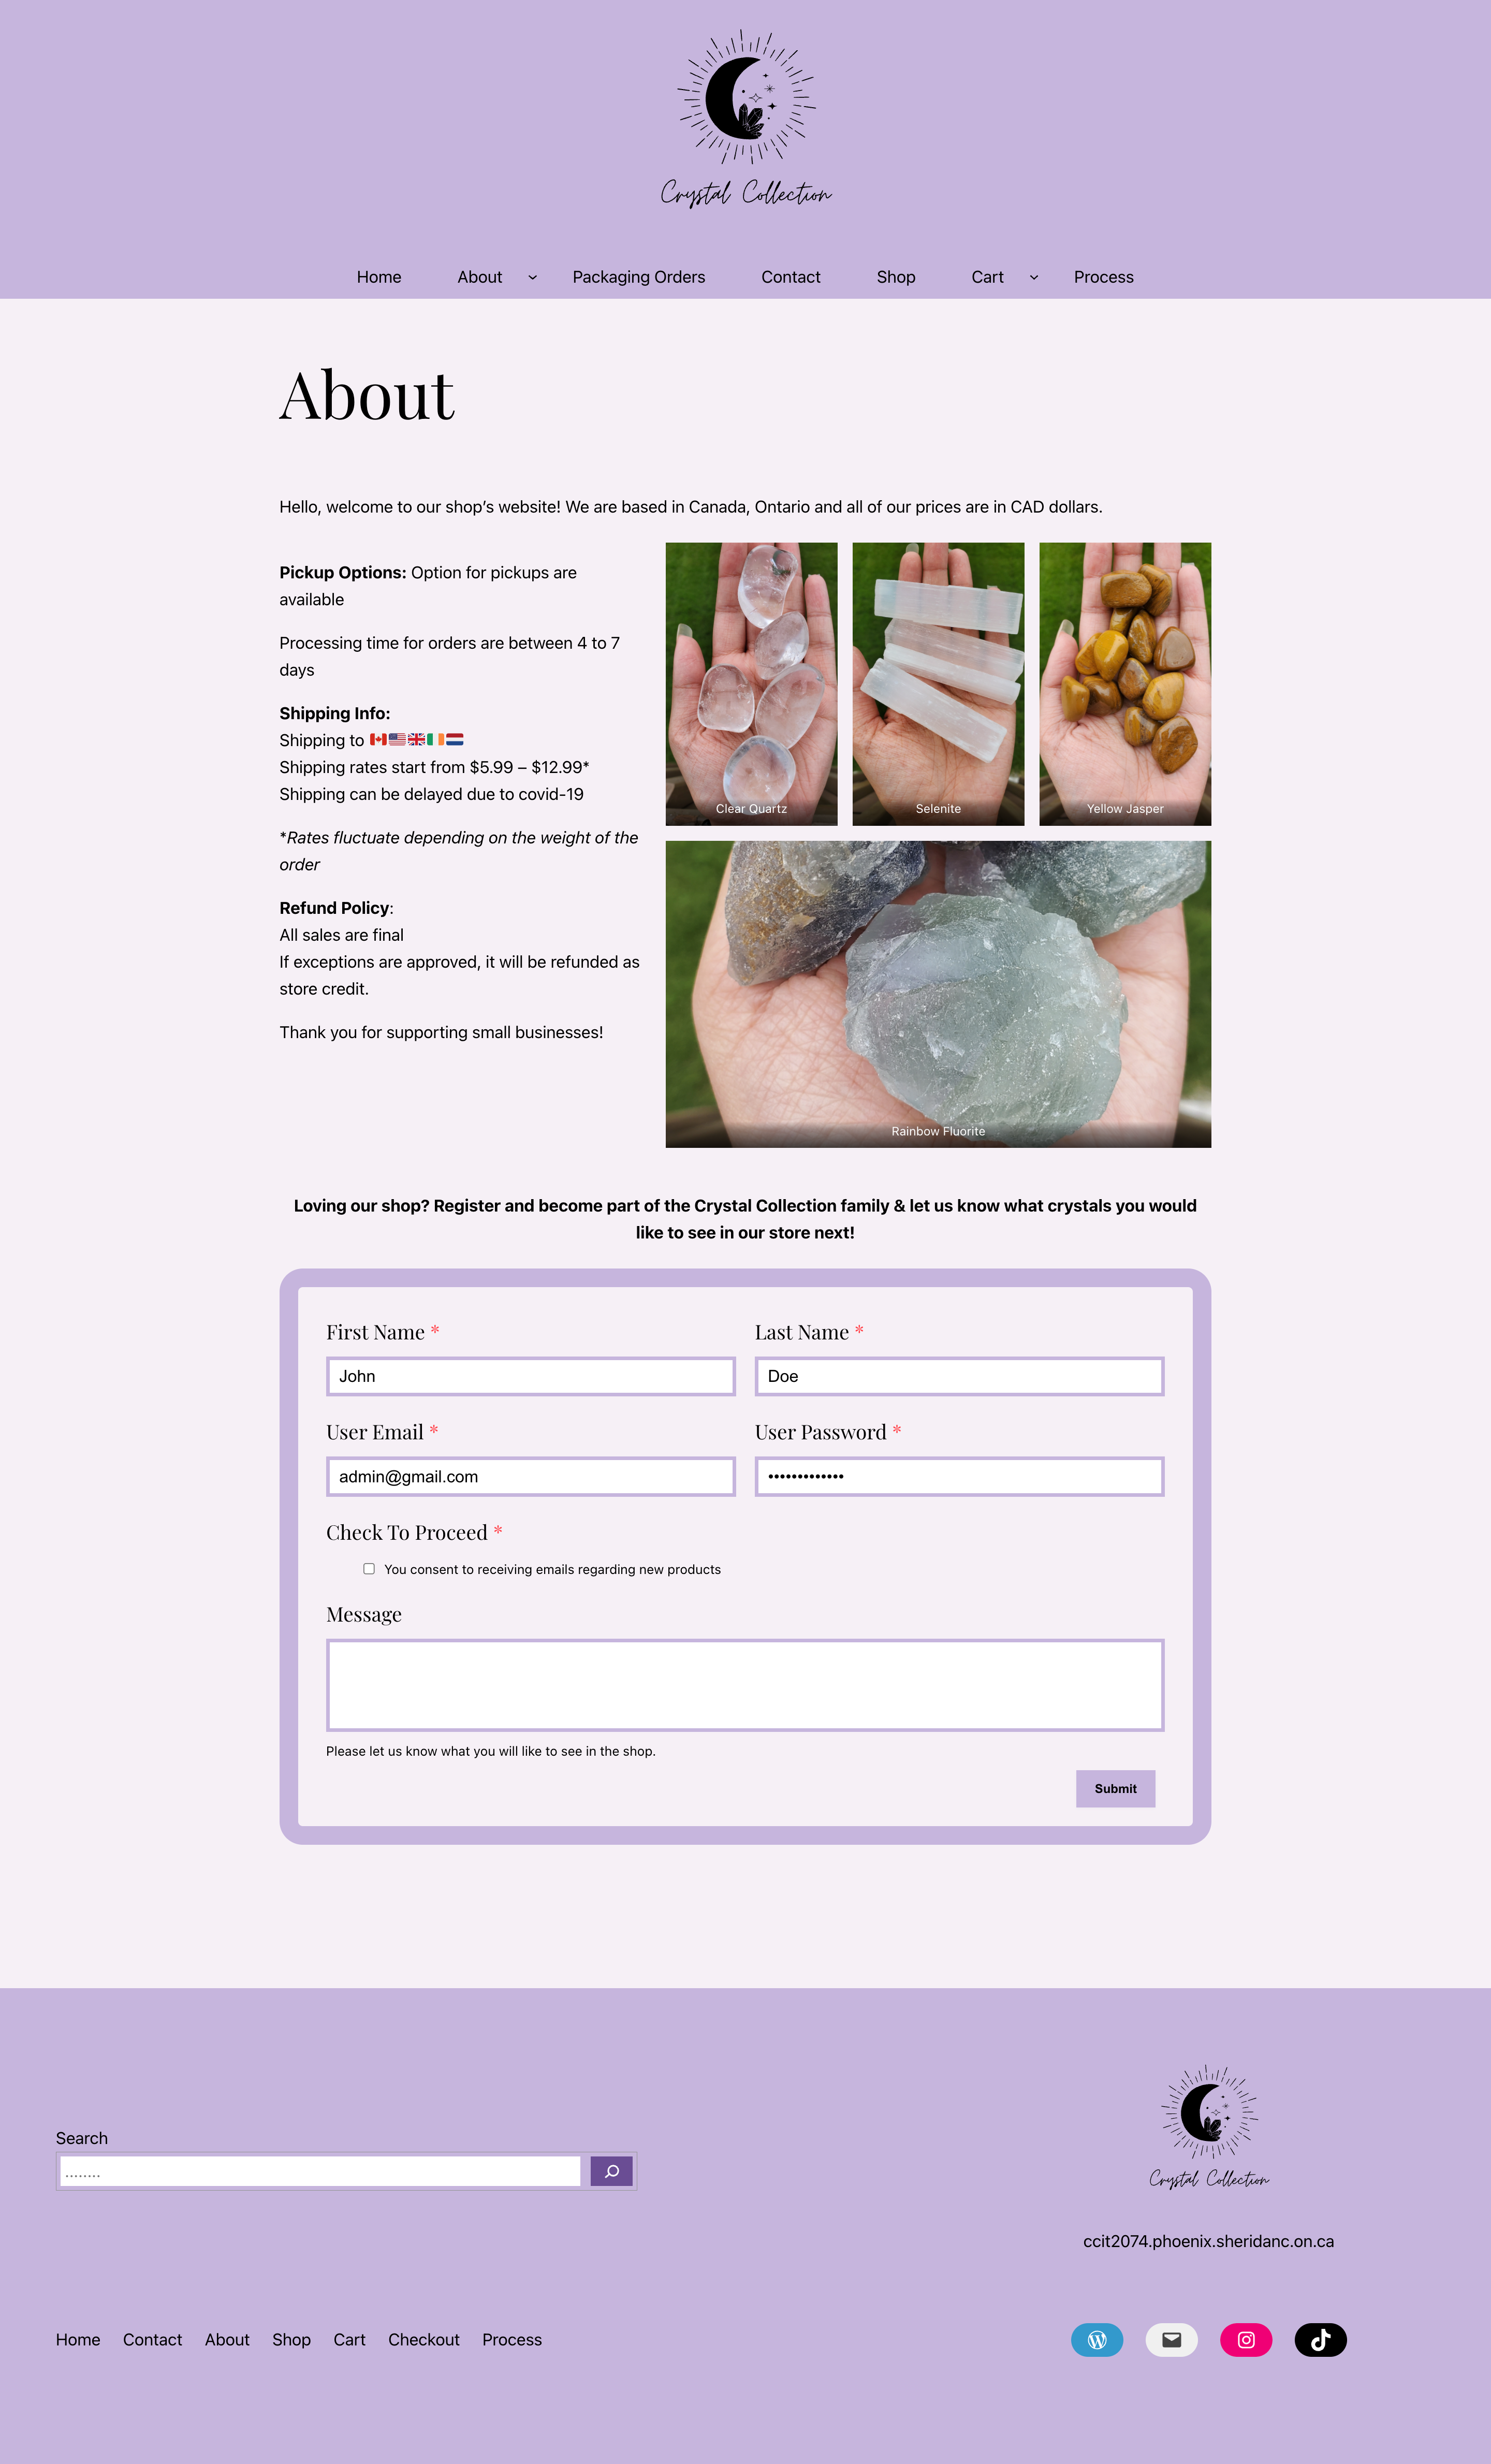 Crystal Collection
Home About Packaging Orders Contact Shop Cart Process
About
Hello, welcome to our shop’s website! We are based in Canada, Ontario and all of our prices are in CAD dollars.
Pickup Options: Option for pickups are
available
Processing time for orders are between 4 to 7
days
Shipping Info:
Shipping to
Shipping rates start from $5.99 – $12.99*
Shipping can be delayed due to covid-19
*Rates fluctuate depending on the weight of the
order
Refund Policy:
All sales are final
If exceptions are approved, it will be refunded as
store credit.
Thank you for supporting small businesses!
Clear Quartz
Selenite
Yellow Jasper
Rainbow Fluorite
Loving our shop? Register and become part of the Crystal Collection family & let us know what crystals you would
like to see in our store next!
First Name *
Last Name *
John
Doe
User Email *
User Password *
admin@gmail.com
•••••••••••••
Check To Proceed *
You consent to receiving emails regarding new products
Message
Please let us know what you will like to see in the shop.
Submit
Search
........
Crystal Collection
ccit2074.phoenix.sheridanc.on.ca
Home Contact About Shop Cart Checkout Process